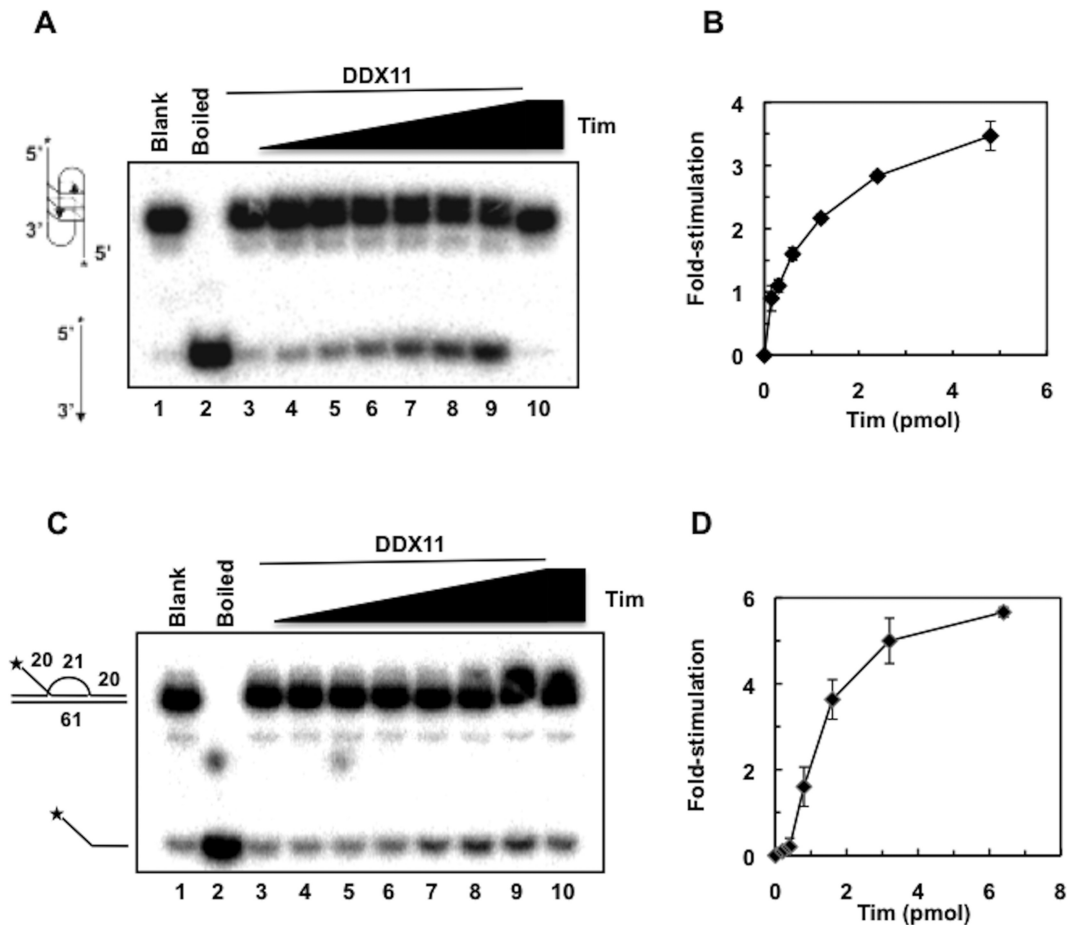 A
DDX11
Blank
Boiled
Tim
5' *
3'
5'
*
5' *
3'
1 2 3 4 5 6 7 8 9 10
B
Fold-stimulation
4
3
2
1
0
0 2 4 6
Tim (pmol)
C
DDX11
Blank
Boiled
Tim
20 21 20
61
1 2 3 4 5 6 7 8 9 10
D
Fold-stimulation
6
4
2
0
0 2 4 6 8
Tim (pmol)